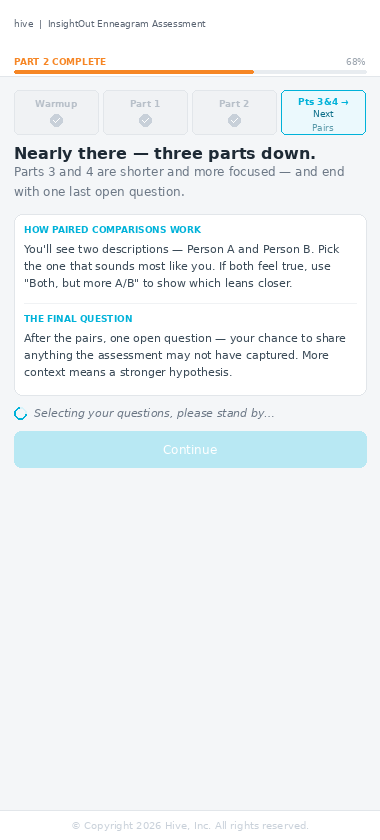 hive | InsightOut Enneagram Assessment
PART 2 COMPLETE
68%
Warmup
Part 1
Part 2
Pts 3&4 →
Next
Pairs
Nearly there — three parts down.
Parts 3 and 4 are shorter and more focused — and end
with one last open question.
HOW PAIRED COMPARISONS WORK
You'll see two descriptions — Person A and Person B. Pick
the one that sounds most like you. If both feel true, use
"Both, but more A/B" to show which leans closer.
THE FINAL QUESTION
After the pairs, one open question — your chance to share
anything the assessment may not have captured. More
context means a stronger hypothesis.
Selecting your questions, please stand by...
Continue
© Copyright 2026 Hive, Inc. All rights reserved.